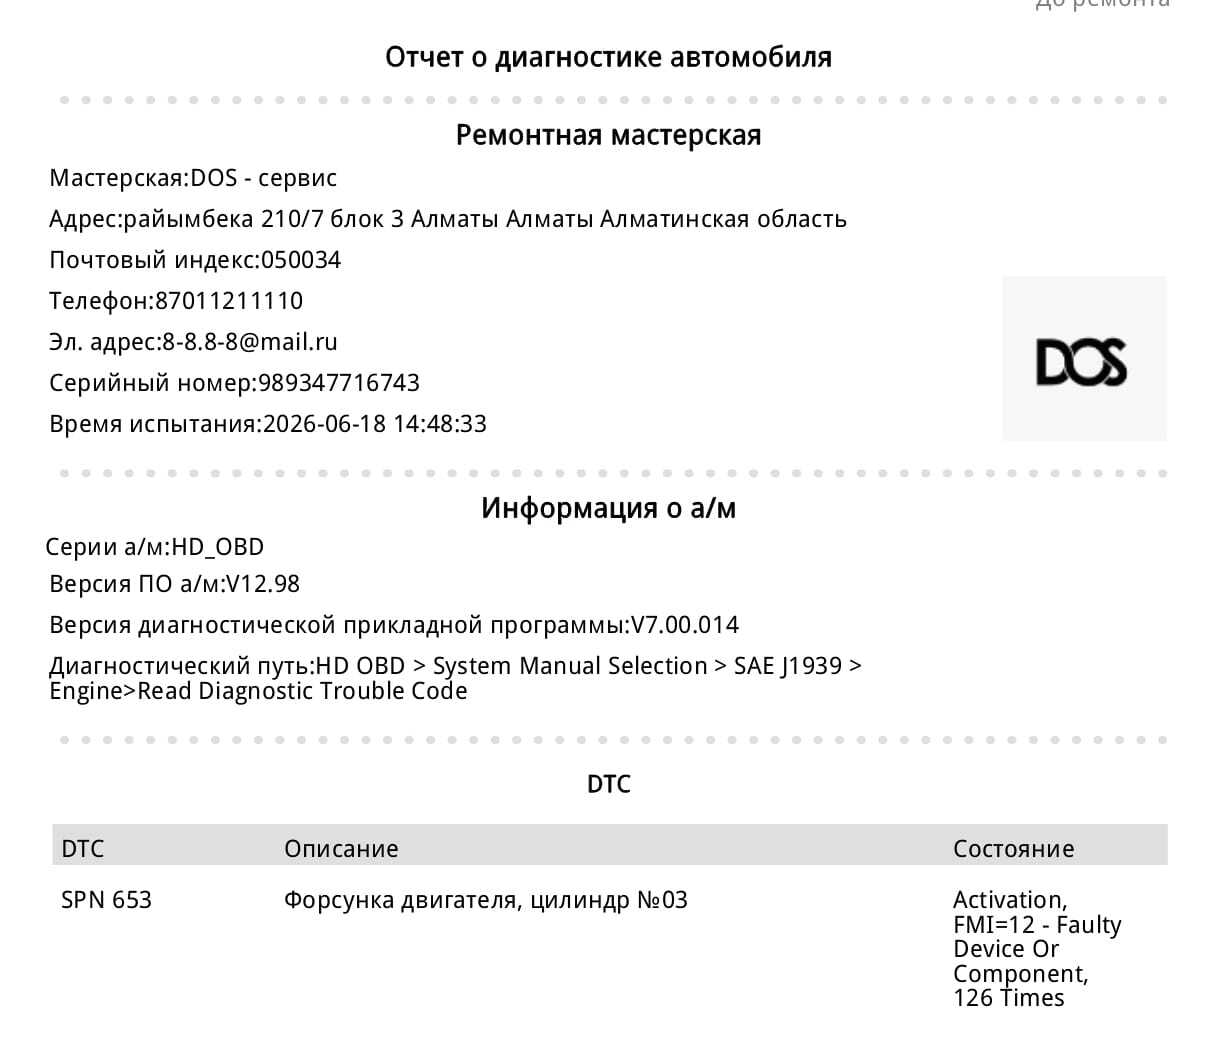 До ремонта
Отчет о диагностике автомобиля
Ремонтная мастерская
Мастерская:DOS - сервис
Адрес:райымбека 210/7 блок 3 Алматы Алматы Алматинская область
Почтовый индекс:050034
Телефон:87011211110
Эл. адрес:8-8.8-8@mail.ru
Серийный номер:989347716743
Время испытания:2026-06-18 14:48:33
DOS
Информация о а/м
Серии а/м:HD_OBD
Версия ПО а/м:V12.98
Версия диагностической прикладной программы:V7.00.014
Диагностический путь:HD OBD > System Manual Selection > SAE J1939 >
Engine>Read Diagnostic Trouble Code
DTC
DTC Описание Состояние
SPN 653 Форсунка двигателя, цилиндр №03 Activation,
FMI=12 - Faulty
Device Or
Component,
126 Times